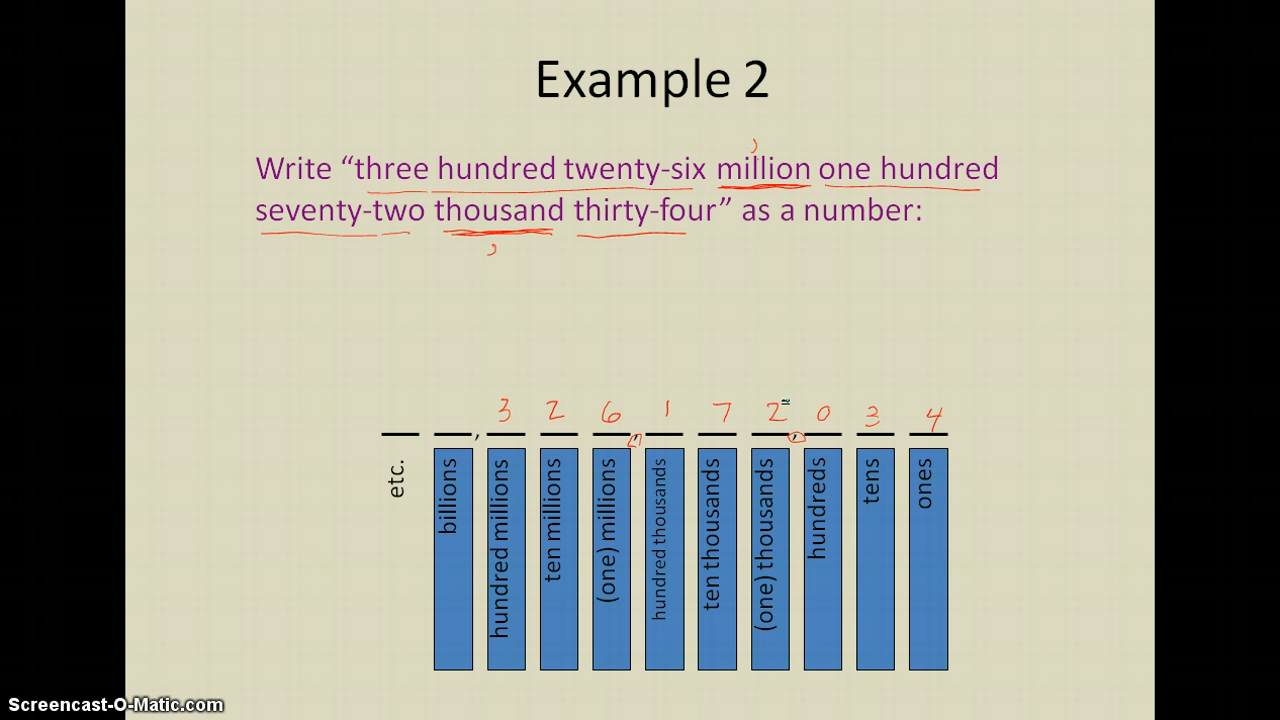 Example 2
Write “three hundred twenty-six million one hundred
seventy-two thousand thirty-four” as a number:
3 2 6 , 1 7 2 , 0 3 4
etc.
billions
hundred millions
ten millions
(one) millions
hundred thousands
ten thousands
(one) thousands
hundreds
tens
ones
Screencast-O-Matic.com